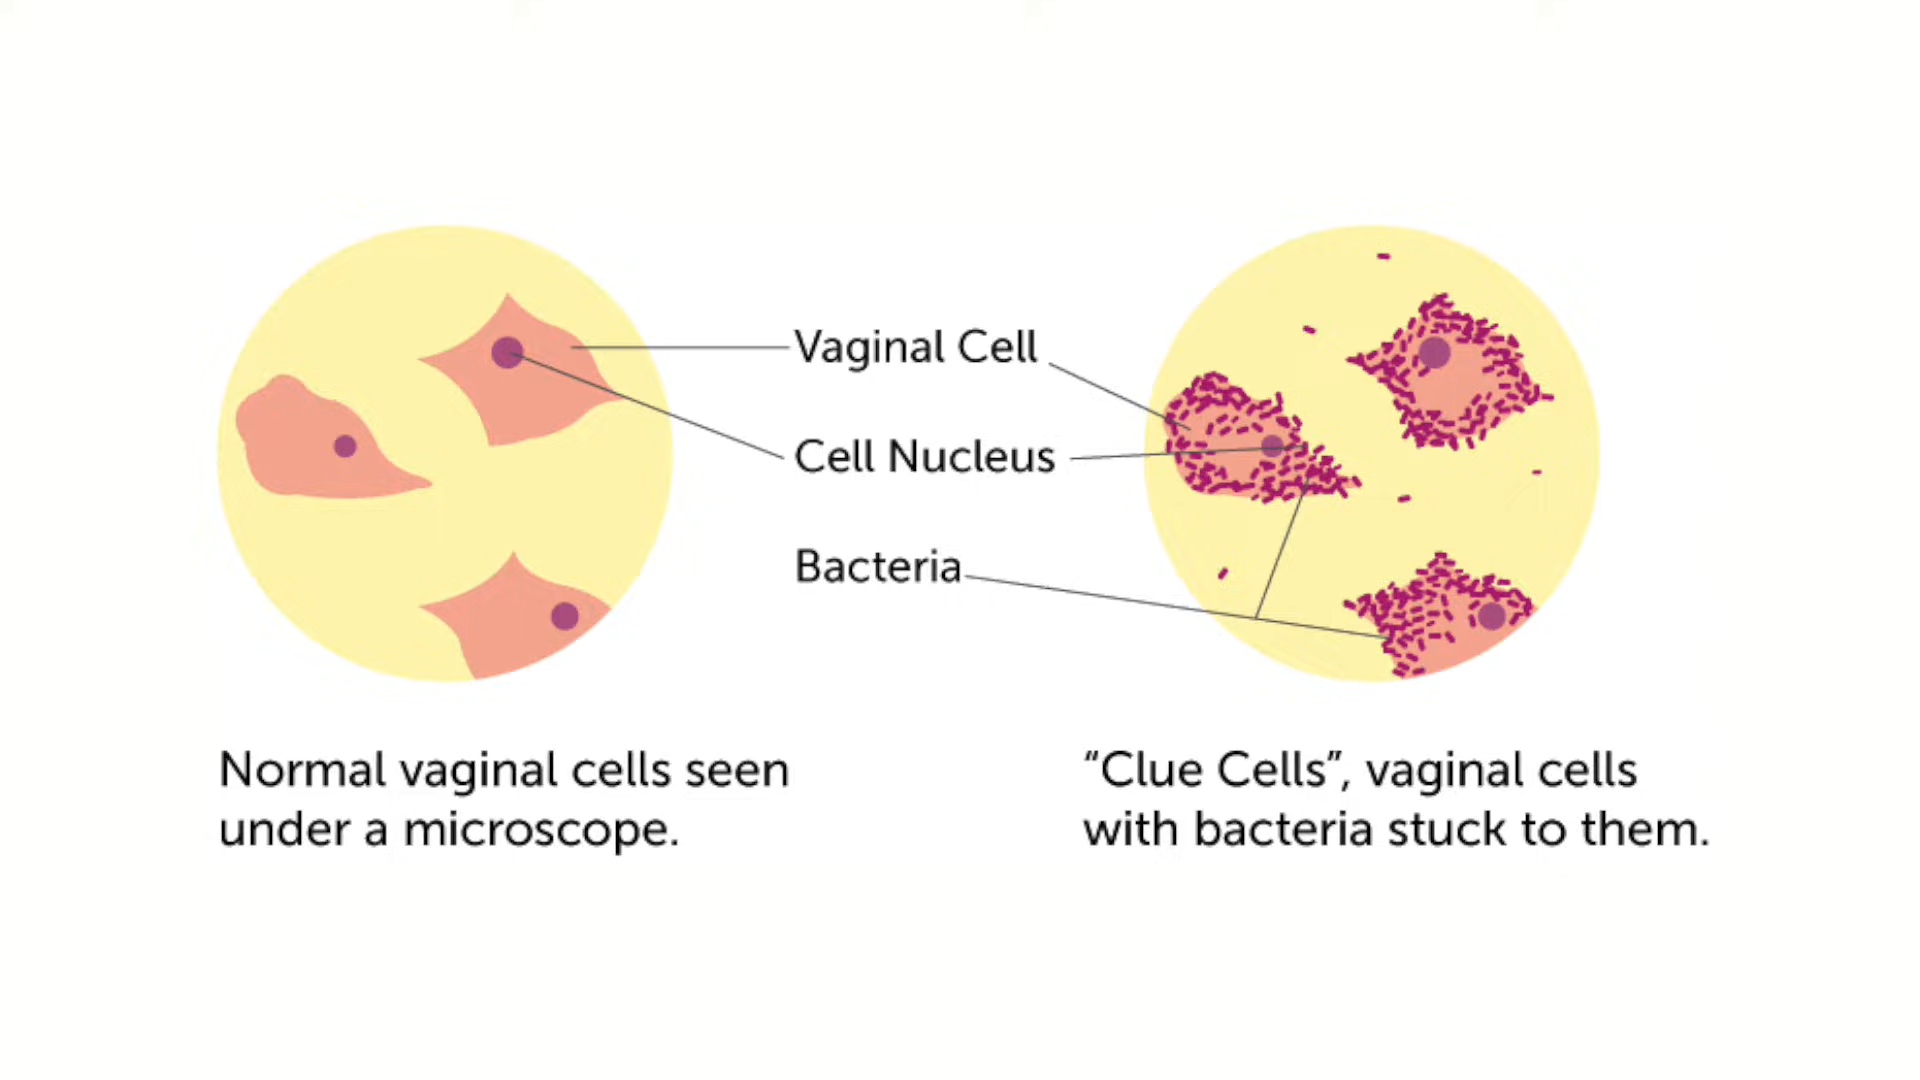 Vaginal Cell
Cell Nucleus
Bacteria
Normal vaginal cells seen
under a microscope.
“Clue Cells”, vaginal cells
with bacteria stuck to them.